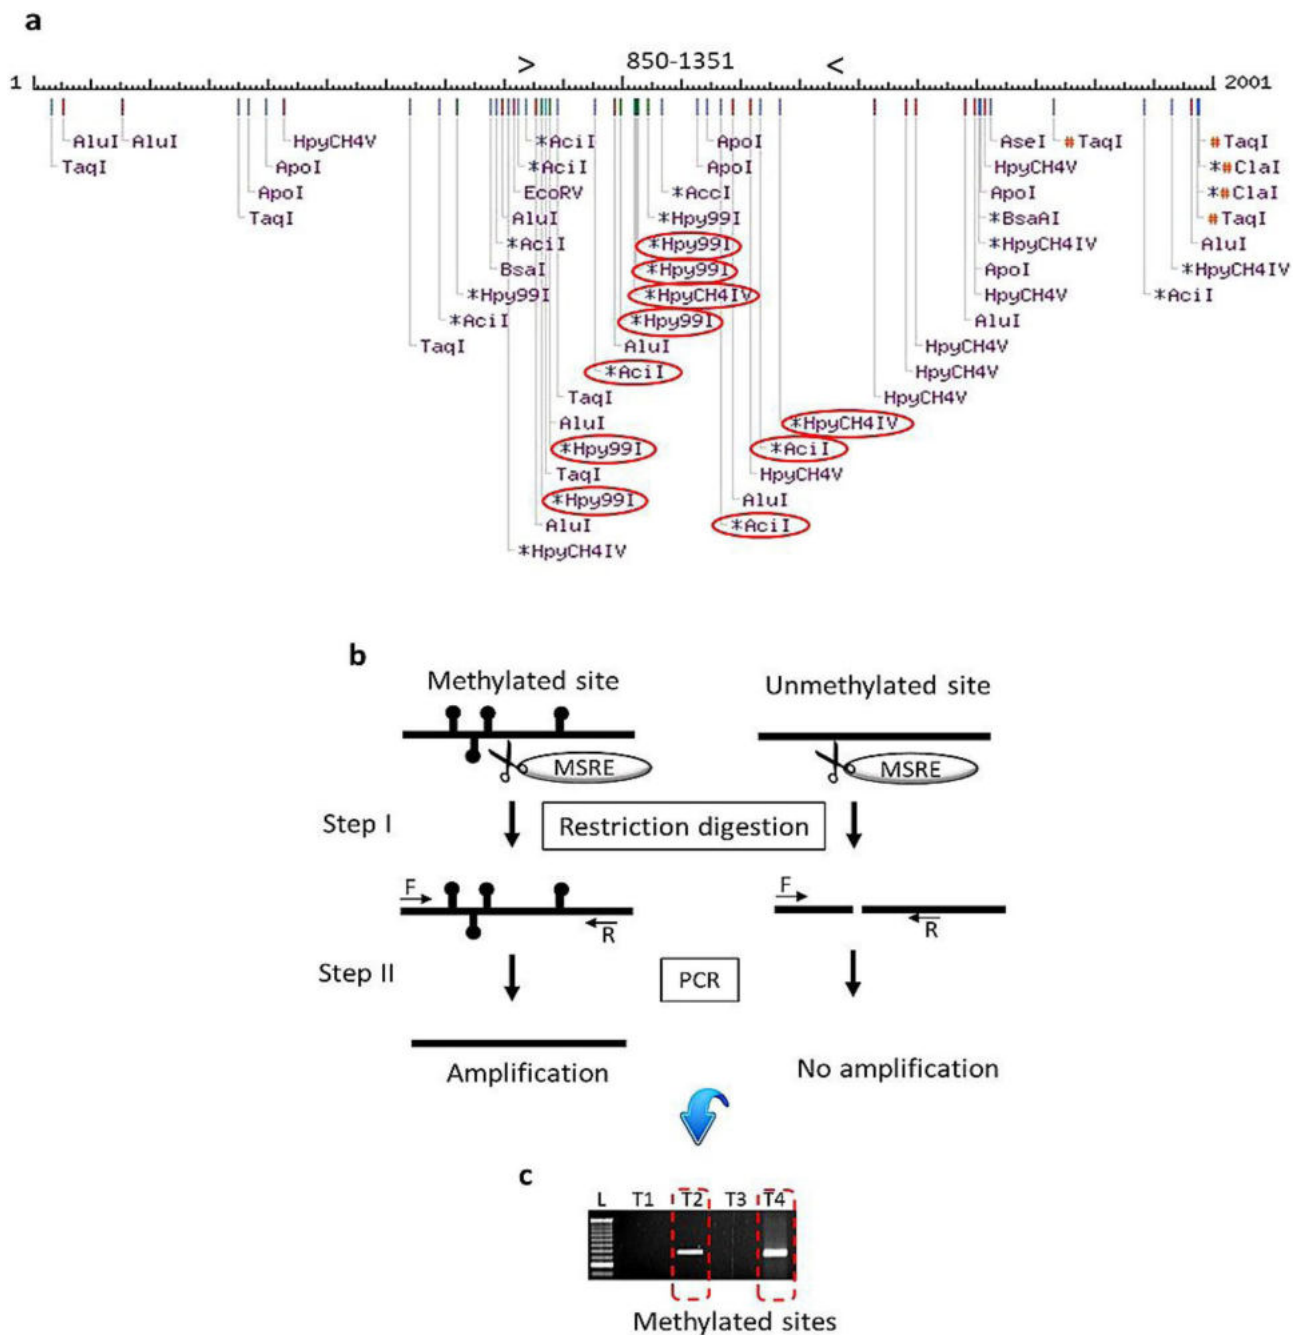 a
> 850-1351 <
1 2001
*AciI ApoI AseI #TaqI #TaqI
AluI AluI HpyCH4V
TaqI ApoI *AciI ApoI HpyCH4V *#ClaI
ApoI EcoRV *AccI ApoI *#ClaI
TaqI AluI *Hpy99I *BsaAI #TaqI
*AciI *Hpy99I *HpyCH4IV AluI
BsaI *Hpy99I ApoI *HpyCH4IV
*Hpy99I *HpyCH4IV HpyCH4V *AciI
*AciI *Hpy99I AluI
TaqI AluI HpyCH4V
*AciI HpyCH4V
TaqI HpyCH4V
AluI *HpyCH4IV
*Hpy99I *AciI
TaqI HpyCH4V
*Hpy99I AluI
AluI *AciI
*HpyCH4IV
b
Methylated site Unmethylated site
MSRE MSRE
Step I Restriction digestion
F F
R R
Step II PCR
Amplification No amplification
c
L T1 T2 T3 T4
Methylated sites